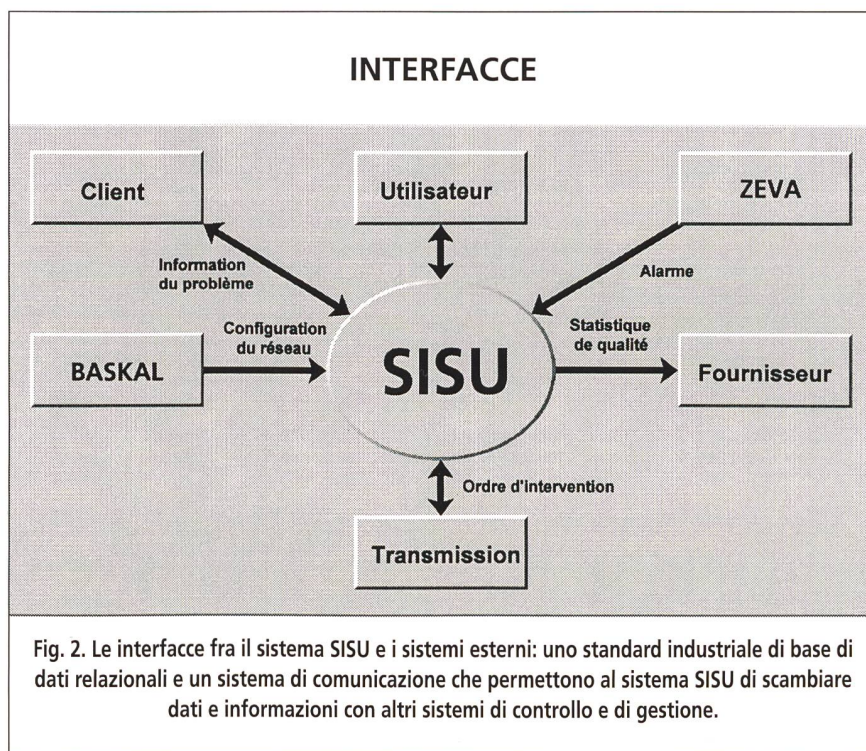 INTERFACCE
Client
Utilisateur
ZEVA
Information
du problème
Alarme
Configuration
du réseau
Statistique
de qualité
BASKAL
SISU
Fournisseur
Ordre d'intervention
Transmission
Fig. 2. Le interfacce fra il sistema SISU e i sistemi esterni: uno standard industriale di base di
dati relazionali e un sistema di comunicazione che permettono al sistema SISU di scambiare
dati e informazioni con altri sistemi di controllo e di gestione.